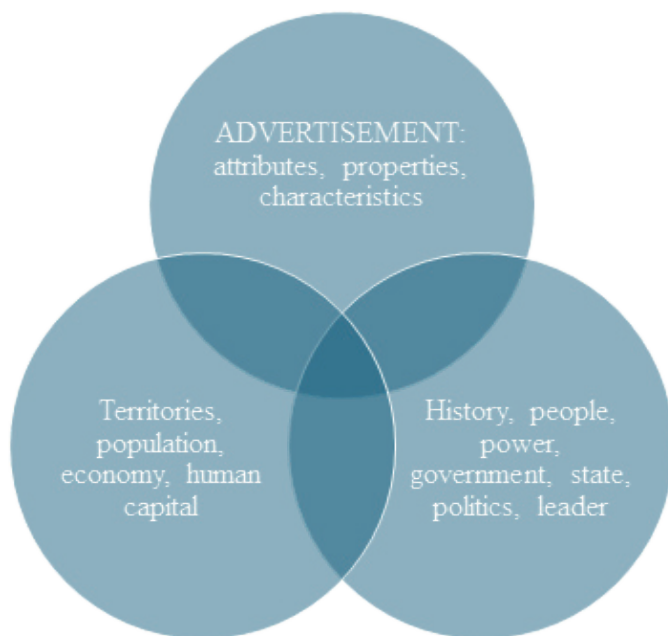 ADVERTISEMENT:
attributes, properties,
characteristics
Territories,
population,
economy, human
capital
History, people,
power,
government, state,
politics, leader